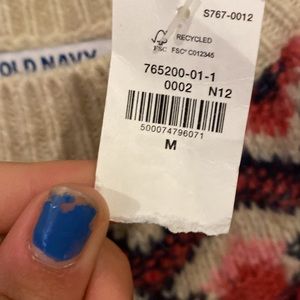 OLD NAVY
S767-0012
FSC
RECYCLED
FSC® C012345
765200-01-1
0002 N12
500074796071
M